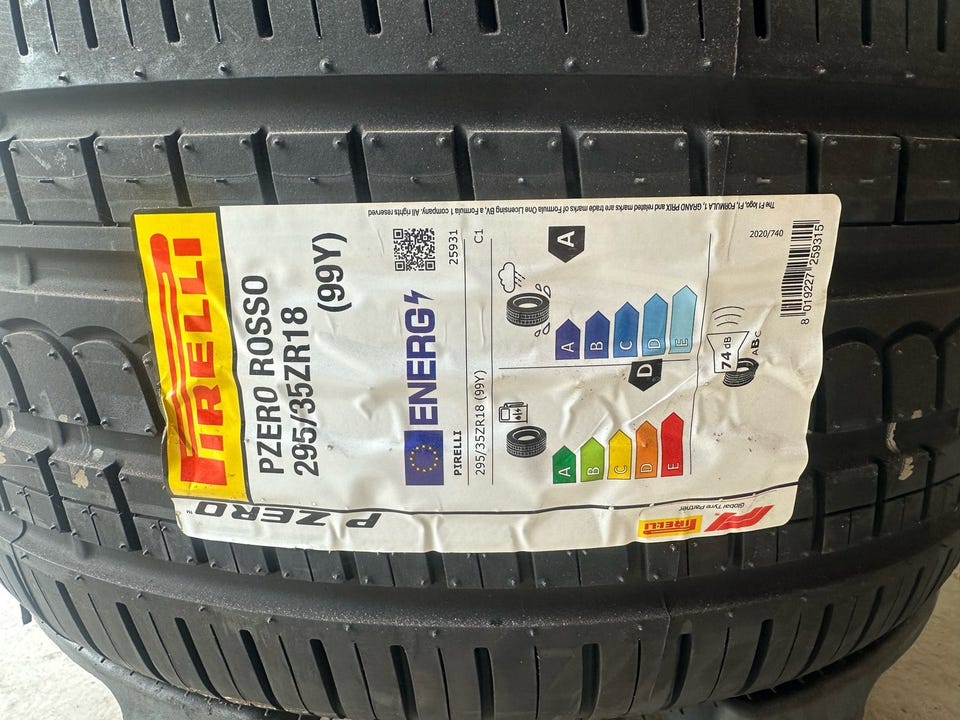 PIRELLI
PZERO ROSSO
295/35ZR18
(99Y)
ENERG
PIRELLI
25931
295/35ZR18 (99Y)
C1
A
B
C
D
E
D
A
B
C
D
E
A
74 dB
ABC
2020/740
8 019227 259315
The F1 logo, F1, FORMULA 1, GRAND PRIX and related marks are trade marks of Formula One Licensing BV, a Formula 1 company. All rights reserved
P ZERO™
PIRELLI
F1
Global Tyre Partner